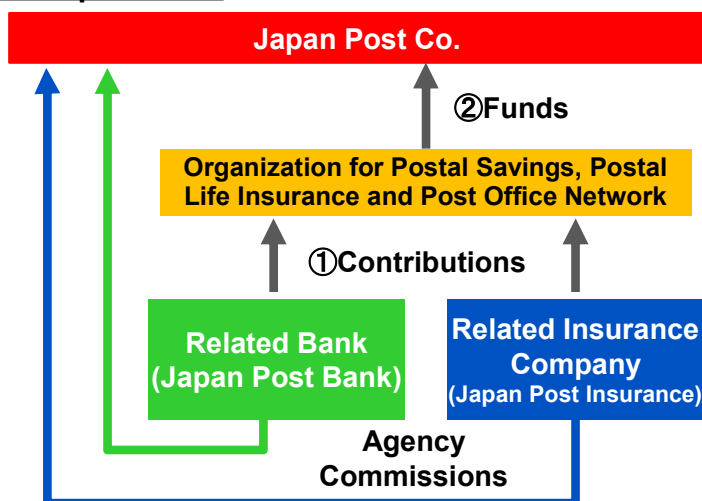 Japan Post Co.
②Funds
Organization for Postal Savings, Postal
Life Insurance and Post Office Network
①Contributions
Related Bank
(Japan Post Bank)
Related Insurance
Company
(Japan Post Insurance)
Agency
Commissions